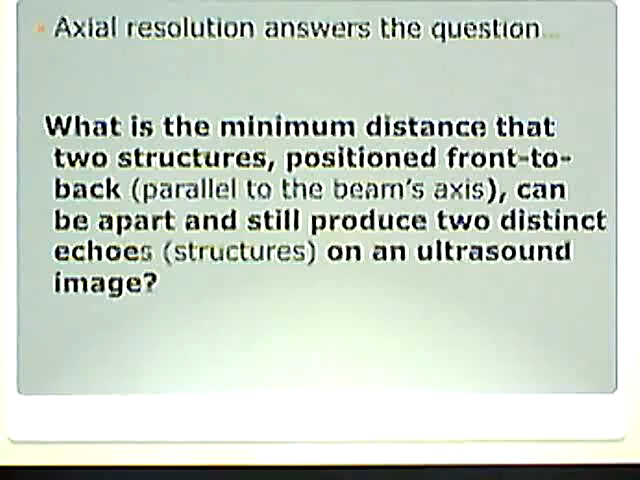 Axial resolution answers the question...
What is the minimum distance that
two structures, positioned front-to-
back (parallel to the beam's axis), can
be apart and still produce two distinct
echoes (structures) on an ultrasound
image?